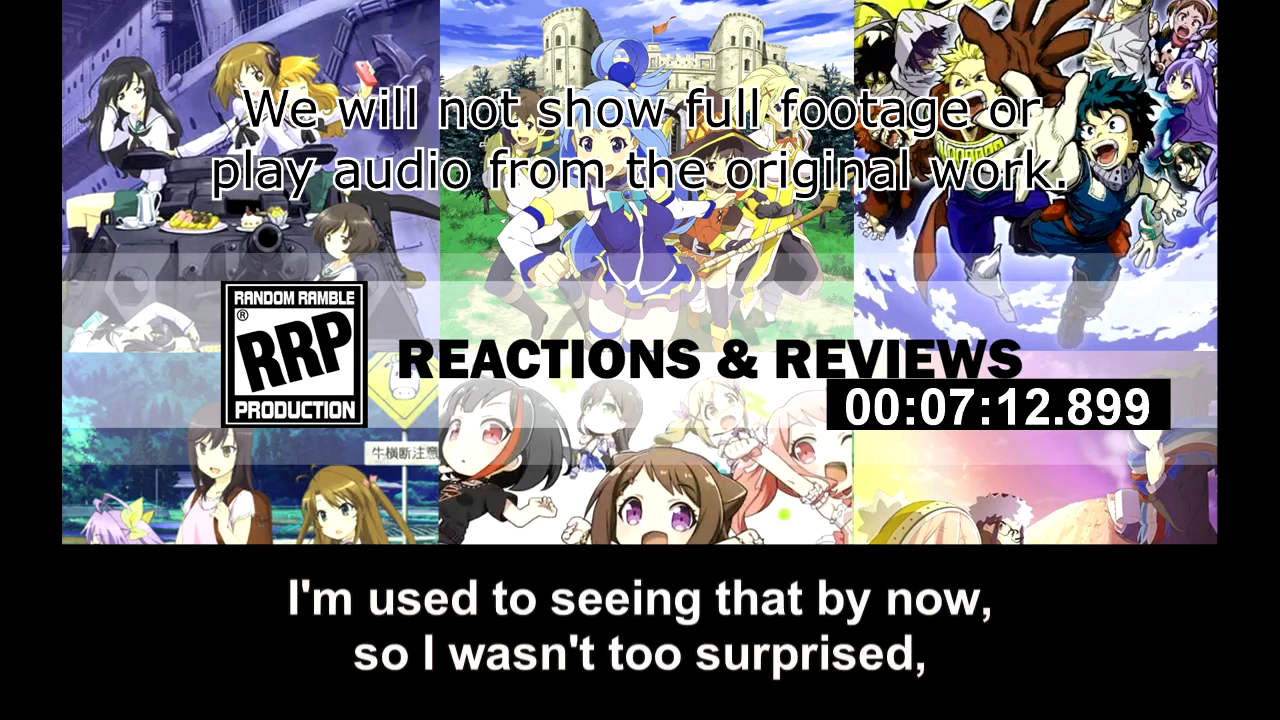 We will not show full footage or
play audio from the original work.
RANDOM RAMBLE
®
RRP
PRODUCTION
REACTIONS & REVIEWS
00:07:12.899
牛横断注意
I'm used to seeing that by now,
so I wasn't too surprised,